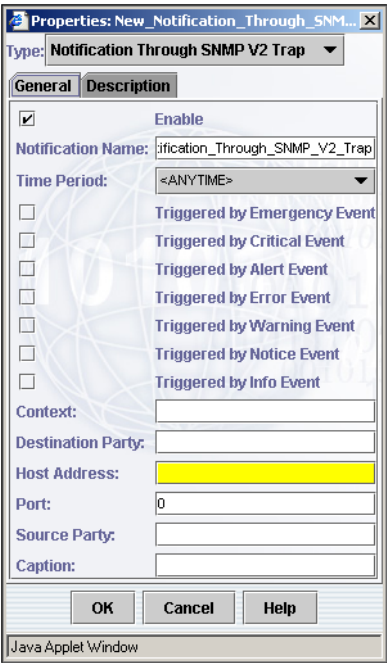 Properties: New_Notification_Through_SNM...
Type: Notification Through SNMP V2 Trap
General Description
Enable
Notification Name: :ification_Through_SNMP_V2_Trap
Time Period: <ANYTIME>
Triggered by Emergency Event
Triggered by Critical Event
Triggered by Alert Event
Triggered by Error Event
Triggered by Warning Event
Triggered by Notice Event
Triggered by Info Event
Context:
Destination Party:
Host Address:
Port: 0
Source Party:
Caption:
OK Cancel Help
Java Applet Window